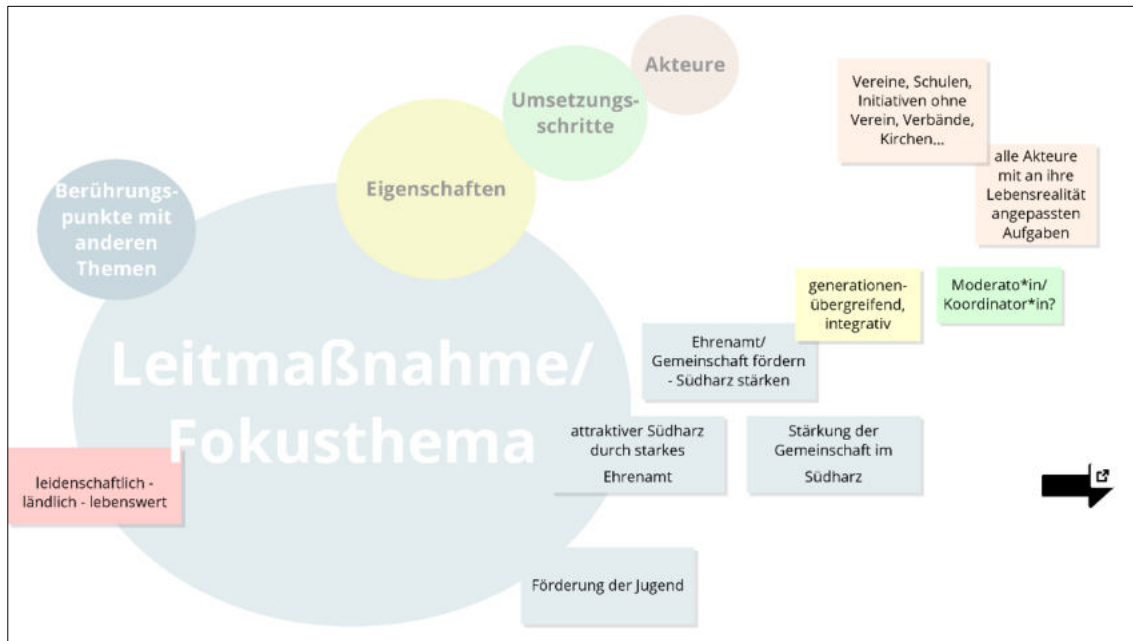 Akteure
Umsetzungs-
schritte
Eigenschaften
Berührungs-
punkte mit
anderen
Themen
Leitmaßnahme/
Fokusthema
leidenschaftlich -
ländlich - lebenswert
Vereine, Schulen,
Initiativen ohne
Verein, Verbände,
Kirchen...
alle Akteure
mit an ihre
Lebensrealität
angepassten
Aufgaben
generationen-
übergreifend,
integrativ
Moderato*in/
Koordinator*in?
Ehrenamt/
Gemeinschaft fördern
- Südharz stärken
attraktiver Südharz
durch starkes
Ehrenamt
Stärkung der
Gemeinschaft im
Südharz
Förderung der Jugend